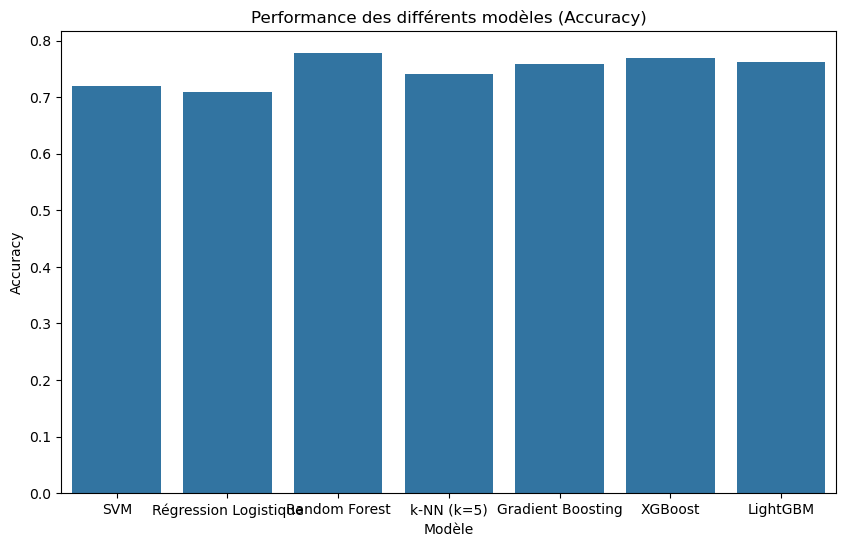 Performance des différents modèles (Accuracy)
0.8
0.7
0.6
0.5
0.4
0.3
0.2
0.1
0.0
Accuracy
SVM
Régression Logistique
Random Forest
k-NN (k=5)
Gradient Boosting
XGBoost
LightGBM
Modèle